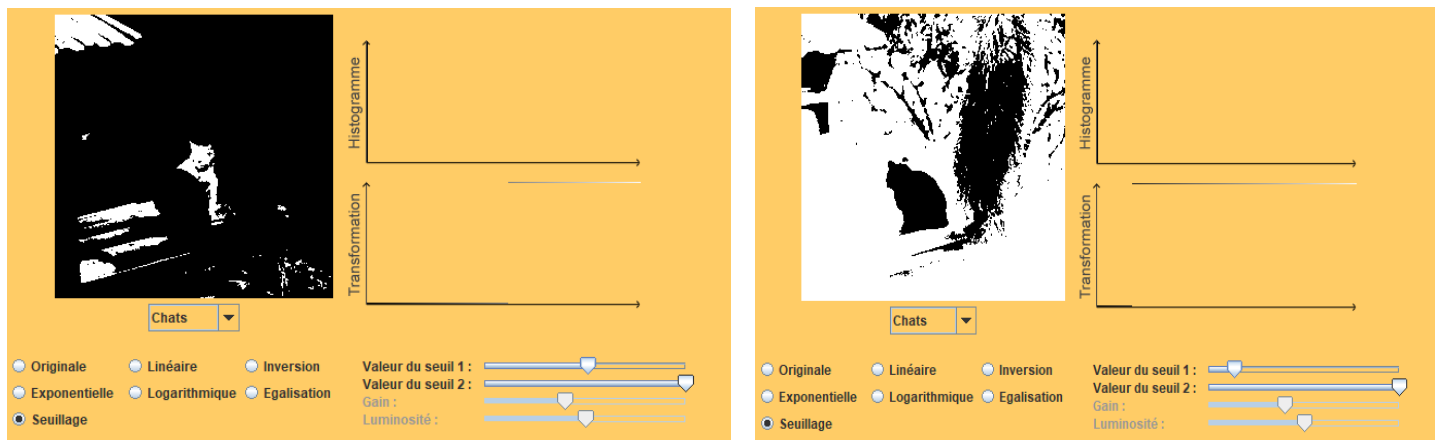 Histogramme
Transformation
Chats
Originale Linéaire Inversion
Exponentielle Logarithmique Egalisation
Seuillage
Valeur du seuil 1 :
Valeur du seuil 2 :
Gain :
Luminosité :
Histogramme
Transformation
Chats
Originale Linéaire Inversion
Exponentielle Logarithmique Egalisation
Seuillage
Valeur du seuil 1 :
Valeur du seuil 2 :
Gain :
Luminosité :